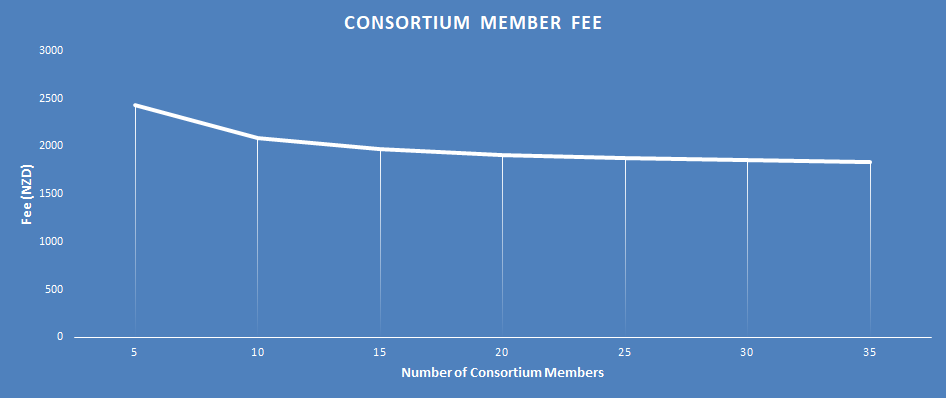 CONSORTIUM MEMBER FEE
3000
2500
2000
1500
1000
500
0
Fee (NZD)
5 10 15 20 25 30 35
Number of Consortium Members